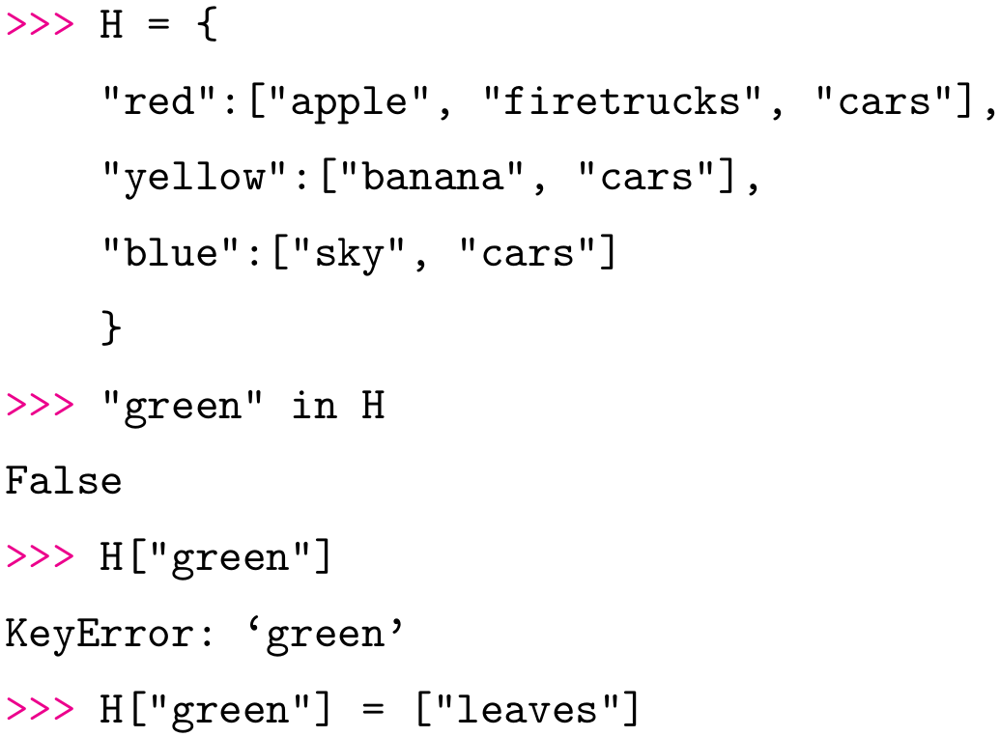 >>> H = {
"red":["apple", "firetrucks", "cars"],
"yellow":["banana", "cars"],
"blue":["sky", "cars"]
}
>>> "green" in H
False
>>> H["green"]
KeyError: ‘green’
>>> H["green"] = ["leaves"]